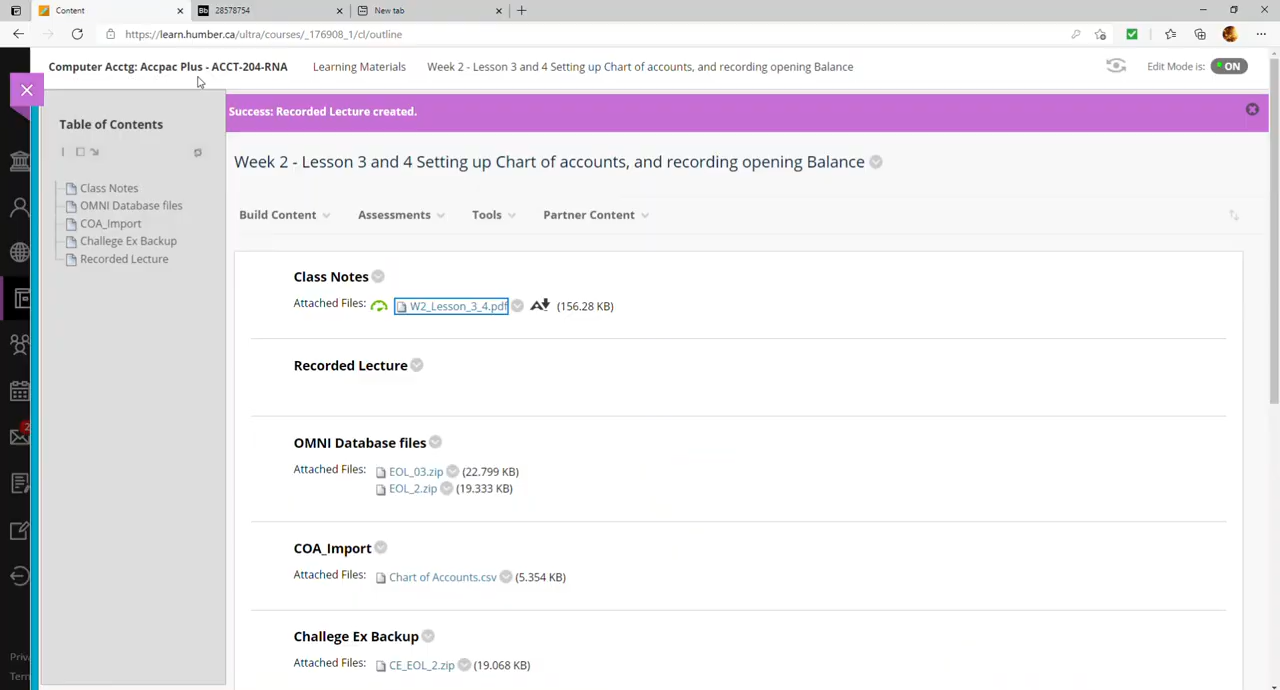 Content
Bb 28578754
New tab
https://learn.humber.ca/ultra/courses/_176908_1/cl/outline
Computer Acctg: Accpac Plus - ACCT-204-RNA
Learning Materials
Week 2 - Lesson 3 and 4 Setting up Chart of accounts, and recording opening Balance
Edit Mode is: ON
Table of Contents
Class Notes
OMNI Database files
COA_Import
Challege Ex Backup
Recorded Lecture
2
Priv
Term
Success: Recorded Lecture created.
Week 2 - Lesson 3 and 4 Setting up Chart of accounts, and recording opening Balance
Build Content
Assessments
Tools
Partner Content
Class Notes
Attached Files: W2_Lesson_3_4.pdf (156.28 KB)
Recorded Lecture
OMNI Database files
Attached Files: EOL_03.zip (22.799 KB)
EOL_2.zip (19.333 KB)
COA_Import
Attached Files: Chart of Accounts.csv (5.354 KB)
Challege Ex Backup
Attached Files: CE_EOL_2.zip (19.068 KB)